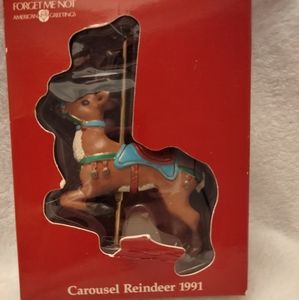 FORGET ME NOT
AMERICAN GREETINGS
Carousel Reindeer 1991